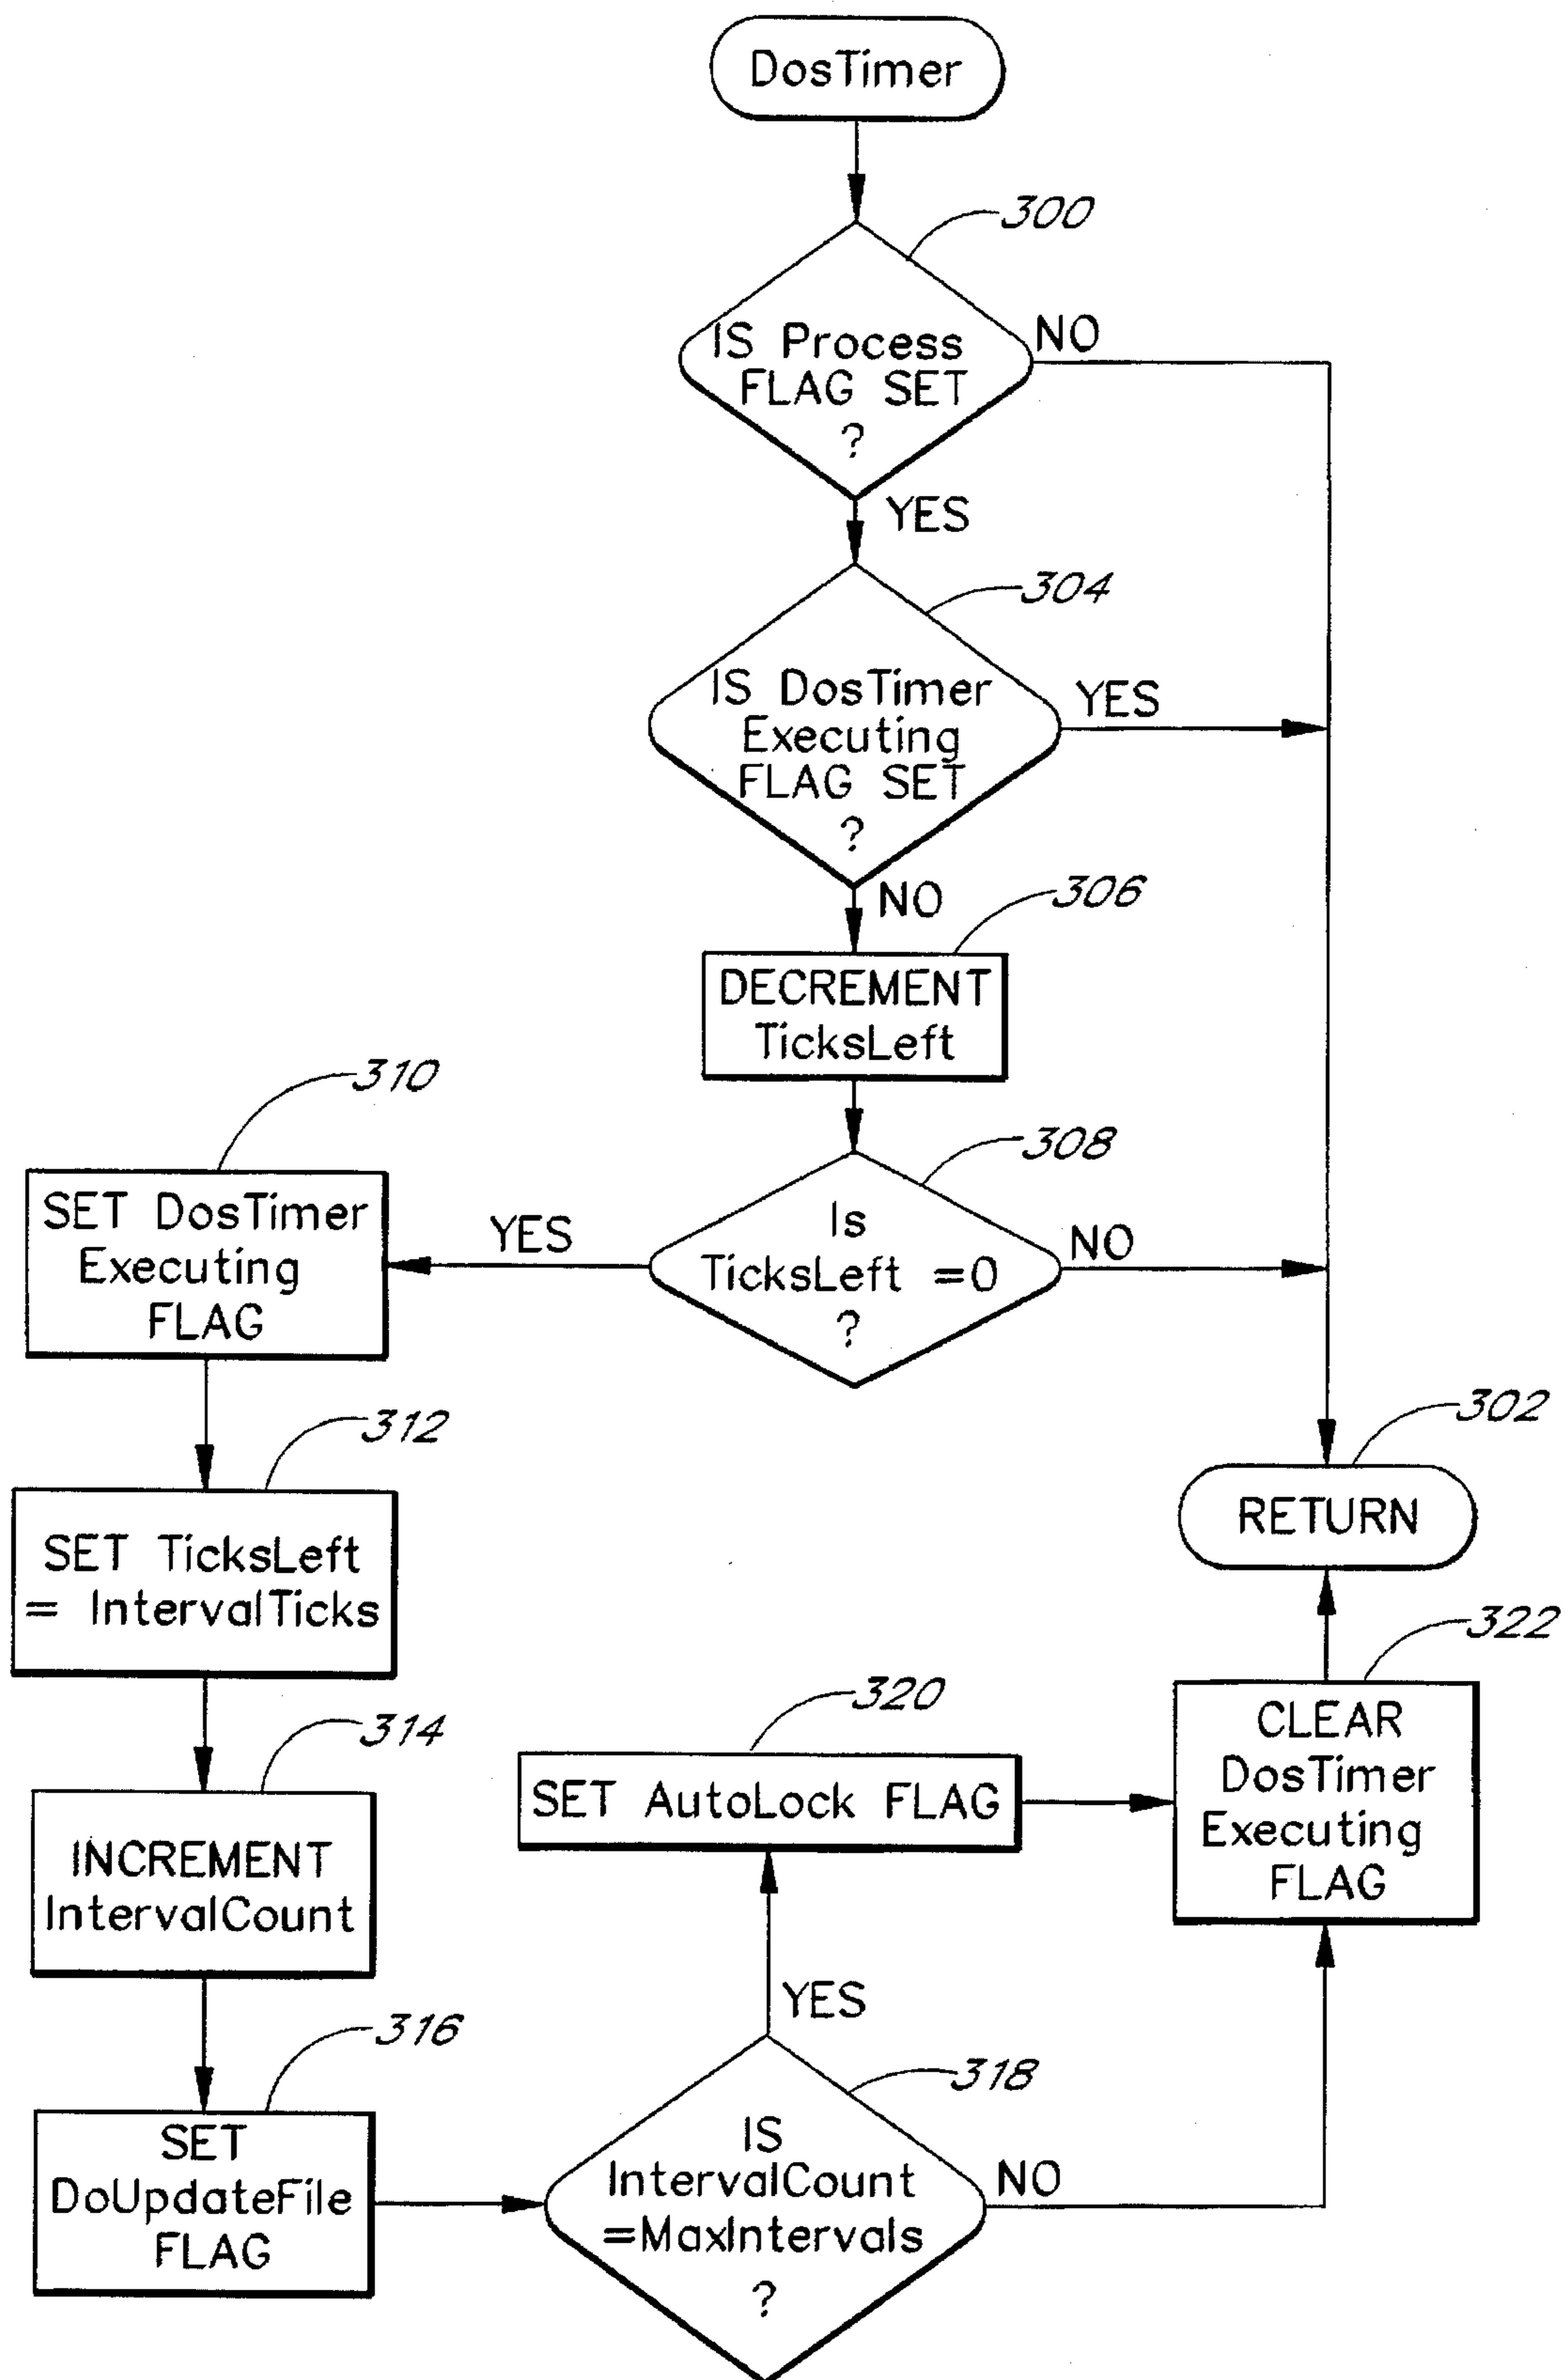 DosTimer
300
IS Process
FLAG SET
?
NO
YES
304
IS DosTimer
Executing
FLAG SET
?
YES
NO
306
DECREMENT
TicksLeft
308
Is
TicksLeft =0
?
YES
NO
310
SET DosTimer
Executing
FLAG
302
RETURN
312
SET TicksLeft
= IntervalTicks
314
INCREMENT
IntervalCount
316
SET
DoUpdateFile
FLAG
318
IS
IntervalCount
=MaxIntervals
?
YES
NO
320
SET AutoLock FLAG
322
CLEAR
DosTimer
Executing
FLAG